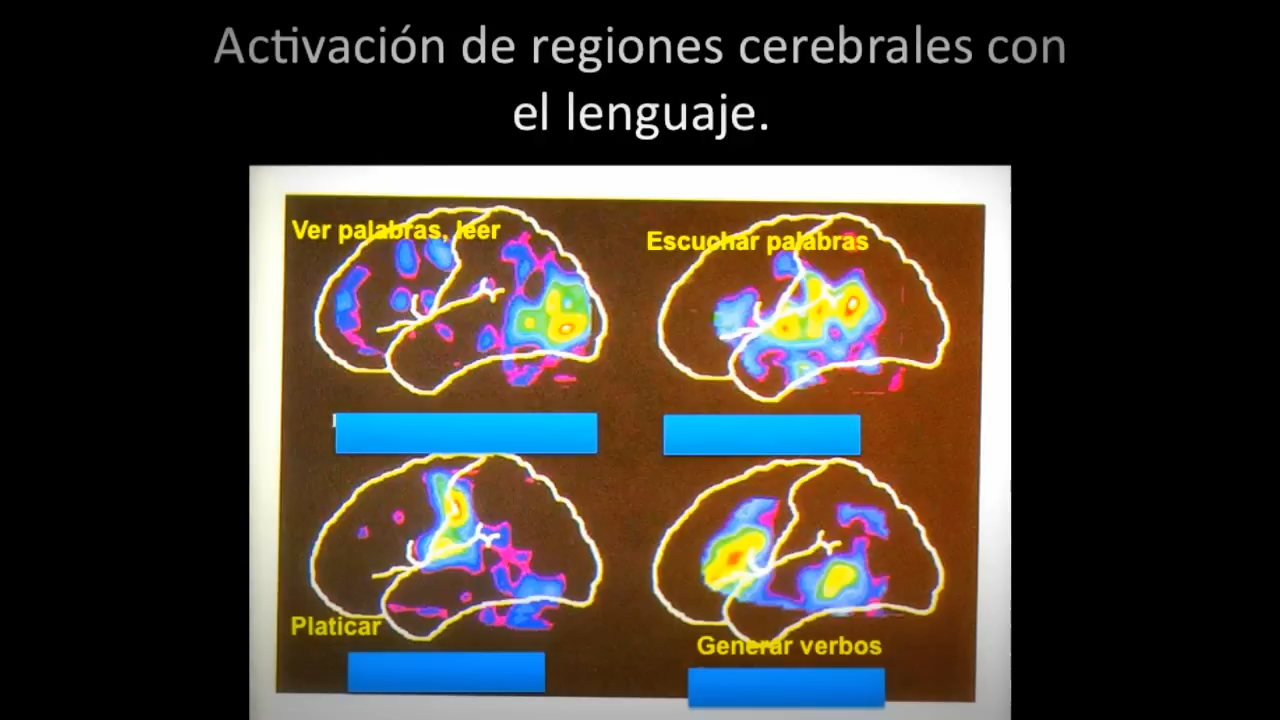 Activación de regiones cerebrales con
el lenguaje.
Ver palabras, leer
Escuchar palabras
Platicar
Generar verbos